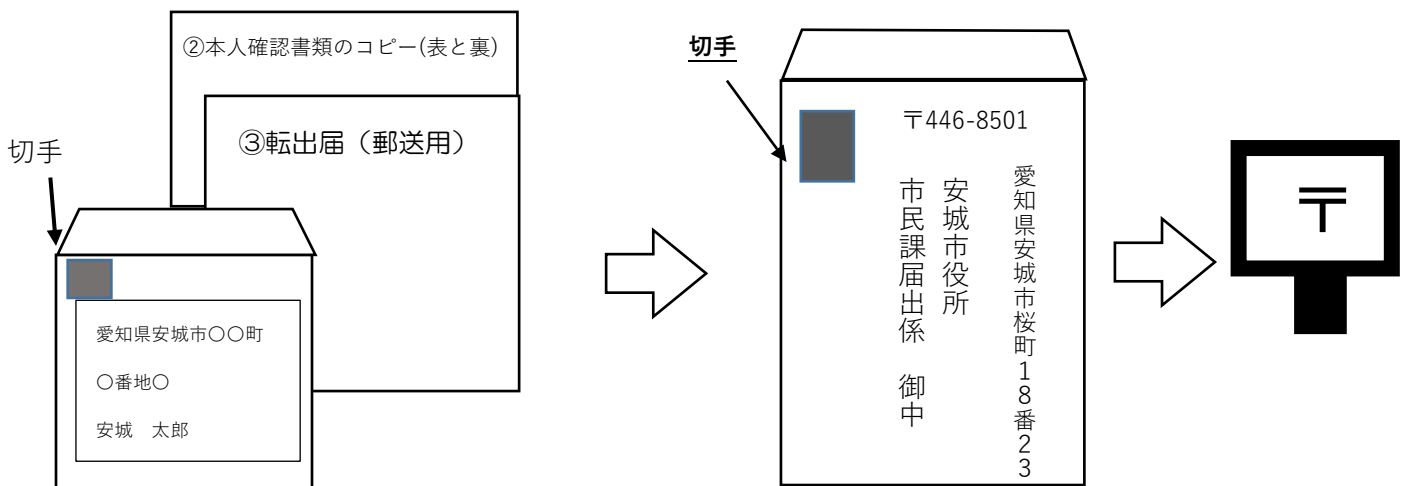 ②本人確認書類のコピー(表と裏)
③転出届（郵送用）
切手
愛知県安城市〇〇町
〇番地〇
安城　太郎
切手
〒446-8501
愛知県安城市桜町18番23
安城市役所
市民課届出係　御中
〒